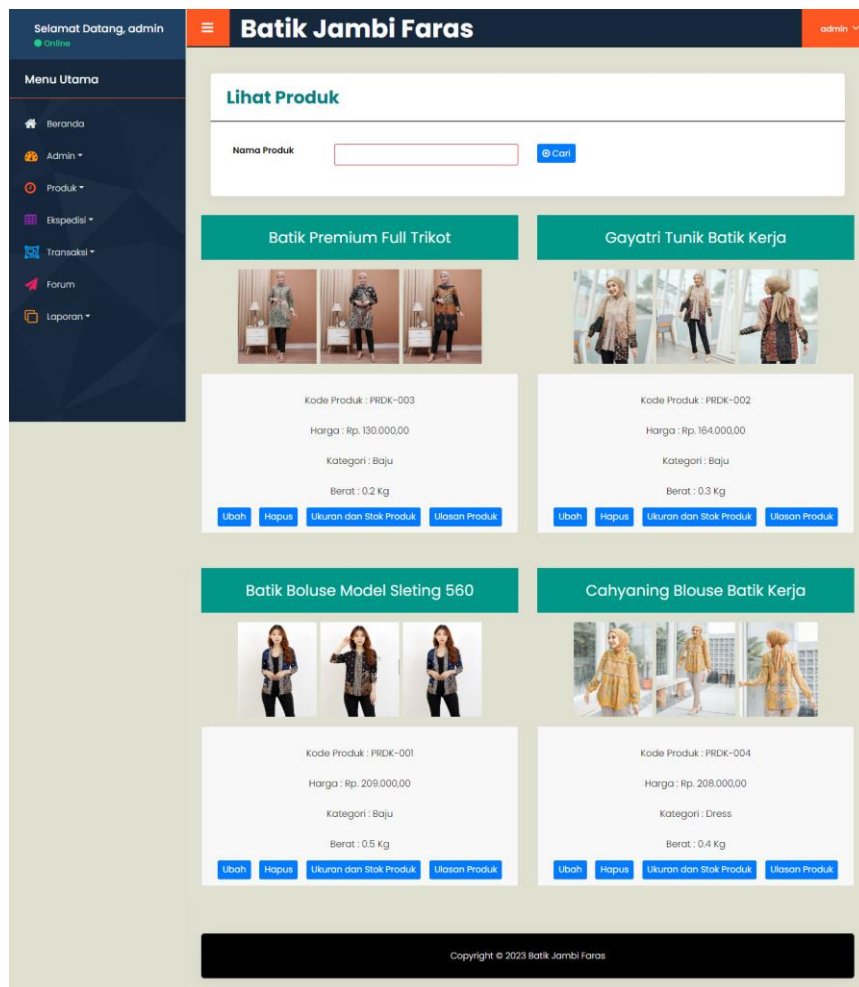 Selamat Datang, admin
Online
Batik Jambi Faras
admin
Menu Utama
Beranda
Admin
Produk
Ekspedisi
Transaksi
Forum
Laporan
Lihat Produk
Nama Produk
Cari
Batik Premium Full Trikot
Kode Produk : PRDK-003
Harga : Rp. 130.000,00
Kategori : Baju
Berat : 0.2 Kg
Ubah Hapus Ukuran dan Stok Produk Ulasan Produk
Gayatri Tunik Batik Kerja
Kode Produk : PRDK-002
Harga : Rp. 164.000,00
Kategori : Baju
Berat : 0.3 Kg
Ubah Hapus Ukuran dan Stok Produk Ulasan Produk
Batik Boluse Model Sleting 560
Kode Produk : PRDK-001
Harga : Rp. 209.000,00
Kategori : Baju
Berat : 0.5 Kg
Ubah Hapus Ukuran dan Stok Produk Ulasan Produk
Cahyaning Blouse Batik Kerja
Kode Produk : PRDK-004
Harga : Rp. 208.000,00
Kategori : Dress
Berat : 0.4 Kg
Ubah Hapus Ukuran dan Stok Produk Ulasan Produk
Copyright © 2023 Batik Jambi Faras